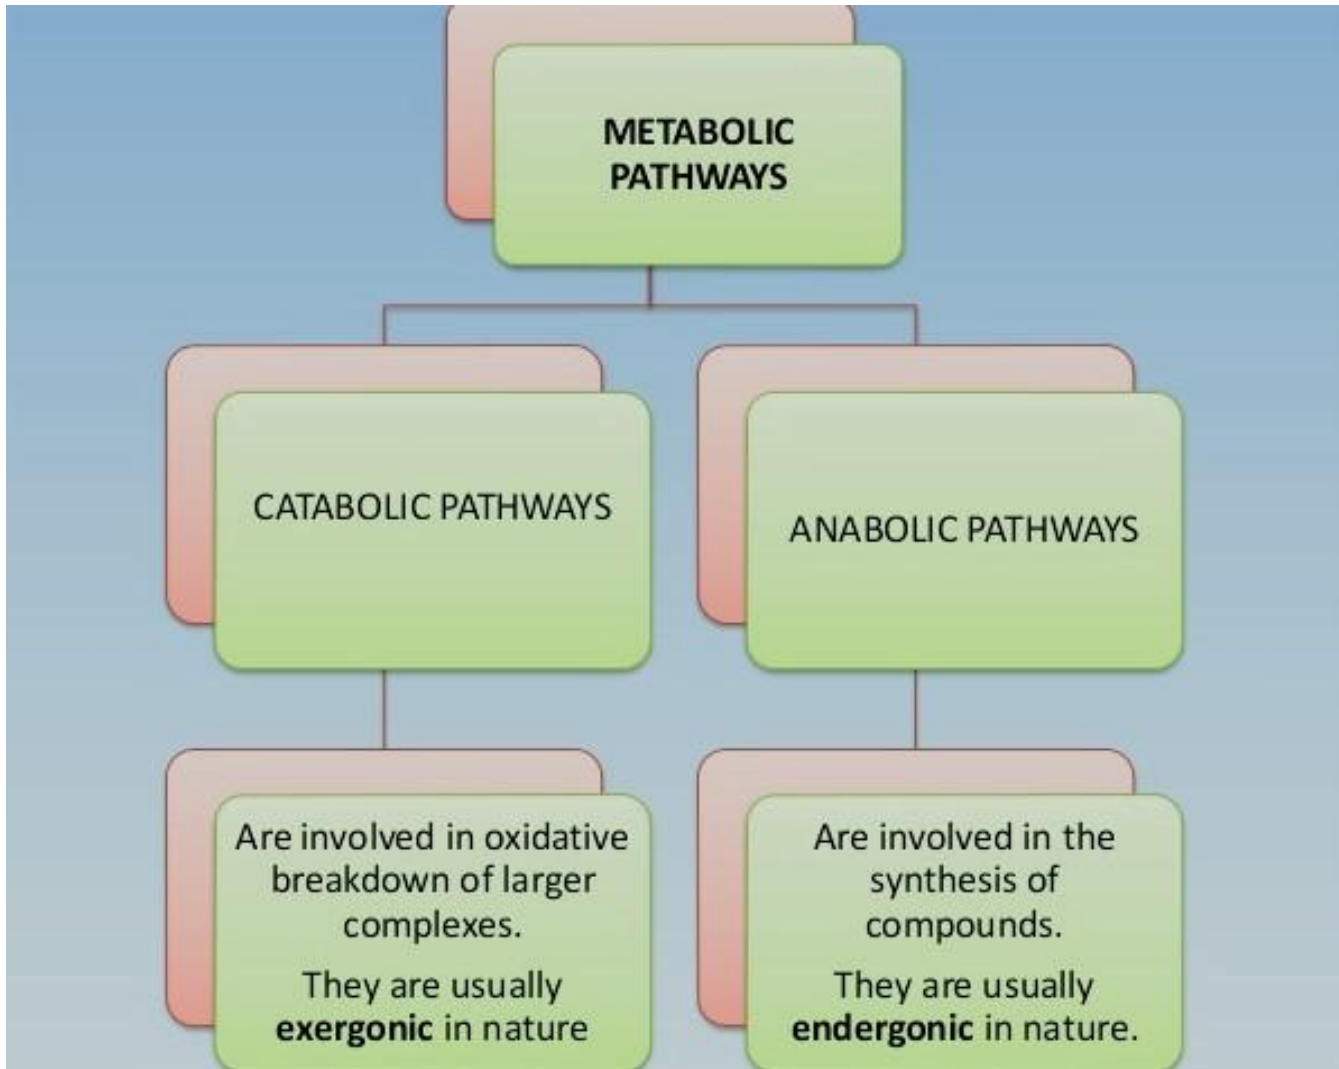 METABOLIC
PATHWAYS
CATABOLIC PATHWAYS
ANABOLIC PATHWAYS
Are involved in oxidative
breakdown of larger
complexes.
They are usually
exergonic in nature
Are involved in the
synthesis of
compounds.
They are usually
endergonic in nature.